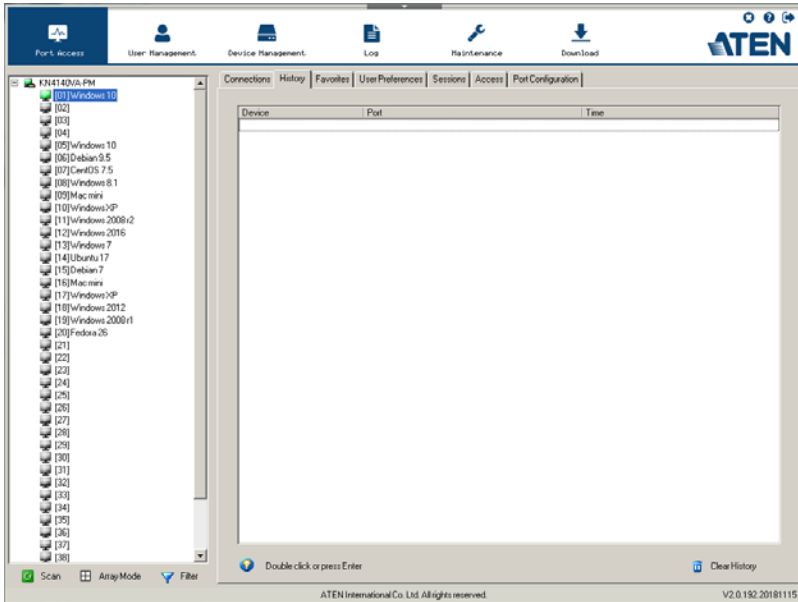 Port Access
User Management
Device Management
Log
Maintenance
Download
ATEN
KN4140VA-PM
[01]Windows 10
[02]
[03]
[04]
[05]Windows 10
[06]Debian 9.5
[07]CentOS 7.5
[08]Windows 8.1
[09]Mac mini
[10]Windows XP
[11]Windows 2008 r2
[12]Windows 2016
[13]Windows 7
[14]Ubuntu 17
[15]Debian 7
[16]Mac mini
[17]Windows XP
[18]Windows 2012
[19]Windows 2008 r1
[20]Fedora 26
[21]
[22]
[23]
[24]
[25]
[26]
[27]
[28]
[29]
[30]
[31]
[32]
[33]
[34]
[35]
[36]
[37]
[38]
Scan
Array Mode
Filter
Connections History Favorites User Preferences Sessions Access Port Configuration
Device Port Time
Double click or press Enter
Clear History
ATEN International Co. Ltd. All rights reserved.
V2.0.192.20181115